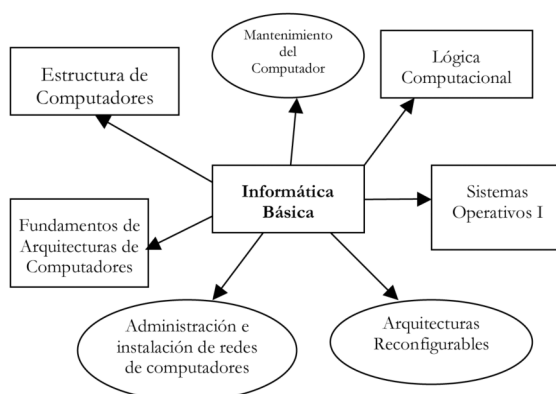 Mantenimiento
del
Computador
Estructura de
Computadores
Lógica
Computacional
Informática
Básica
Sistemas
Operativos I
Fundamentos de
Arquitecturas de
Computadores
Administración e
instalación de redes
de computadores
Arquitecturas
Reconfigurables